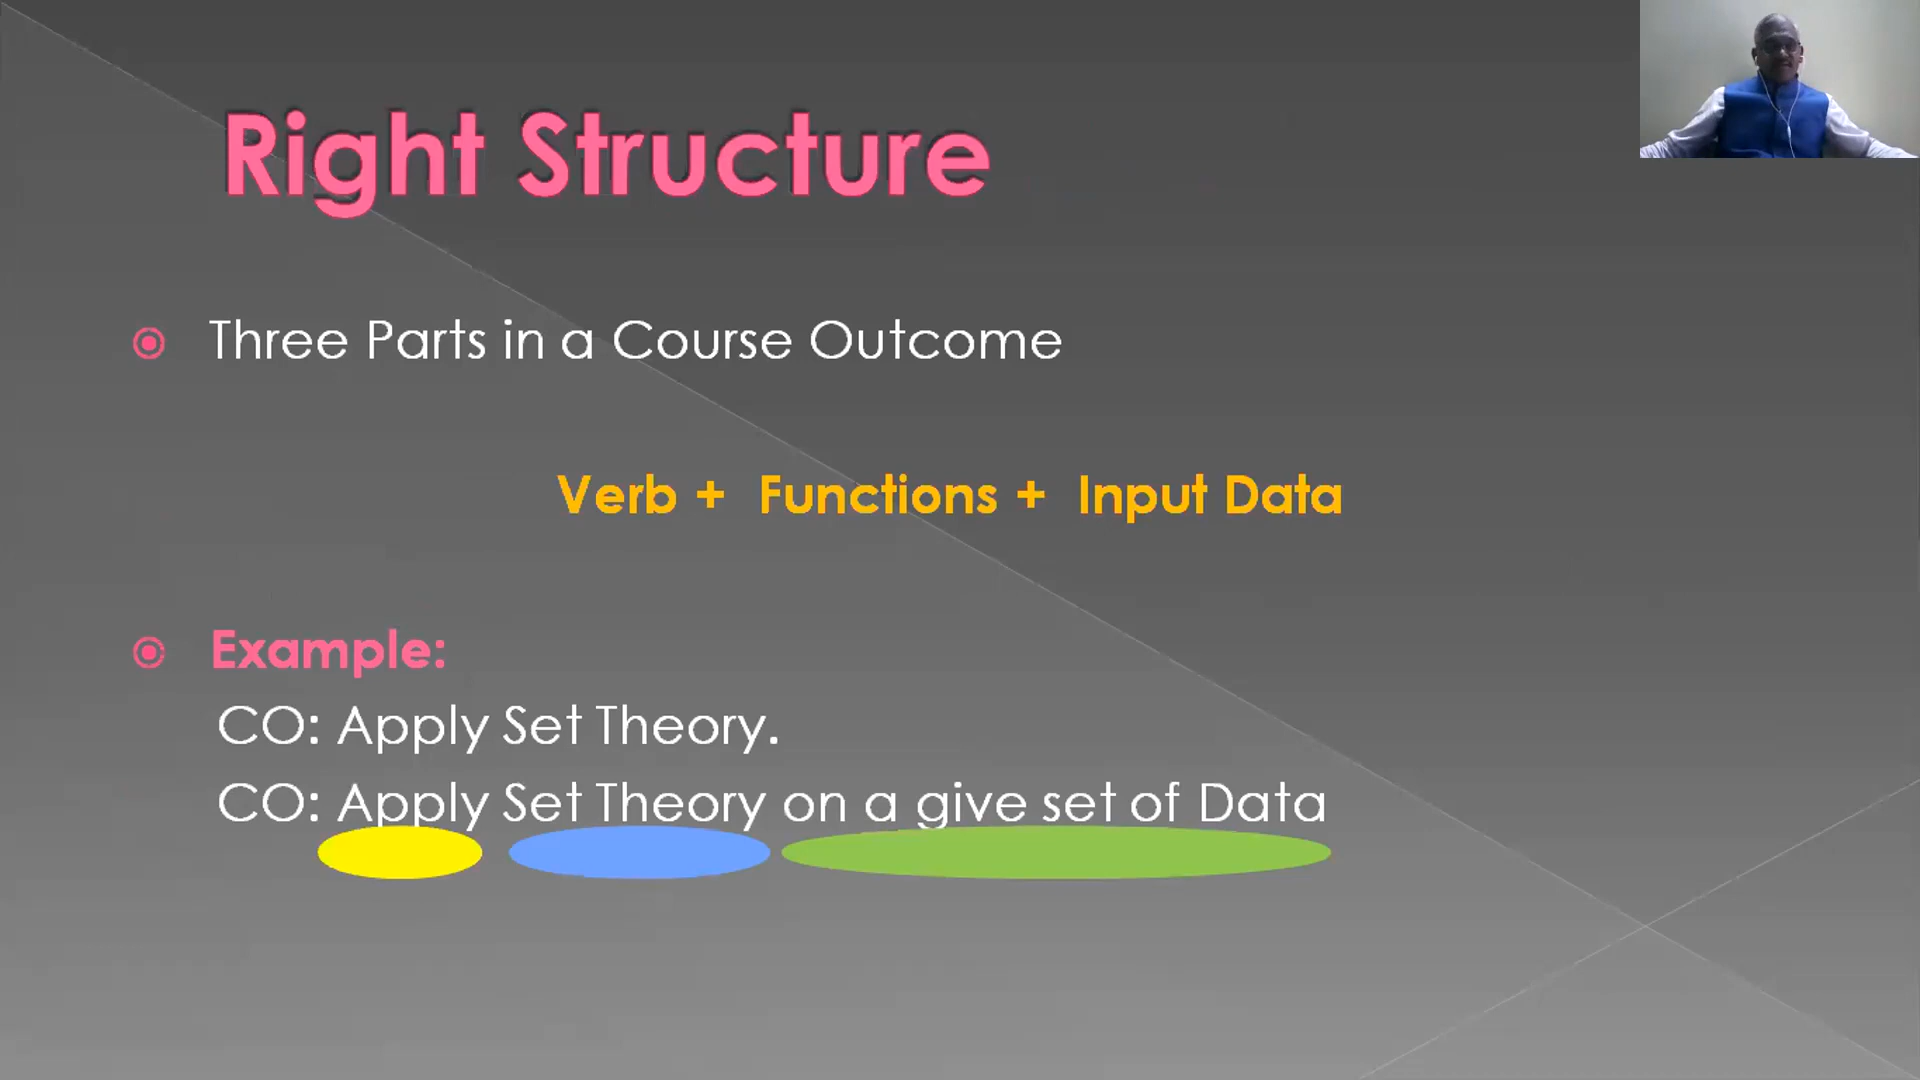 Right Structure
Three Parts in a Course Outcome
Verb + Functions + Input Data
Example:
CO: Apply Set Theory.
CO: Apply Set Theory on a give set of Data